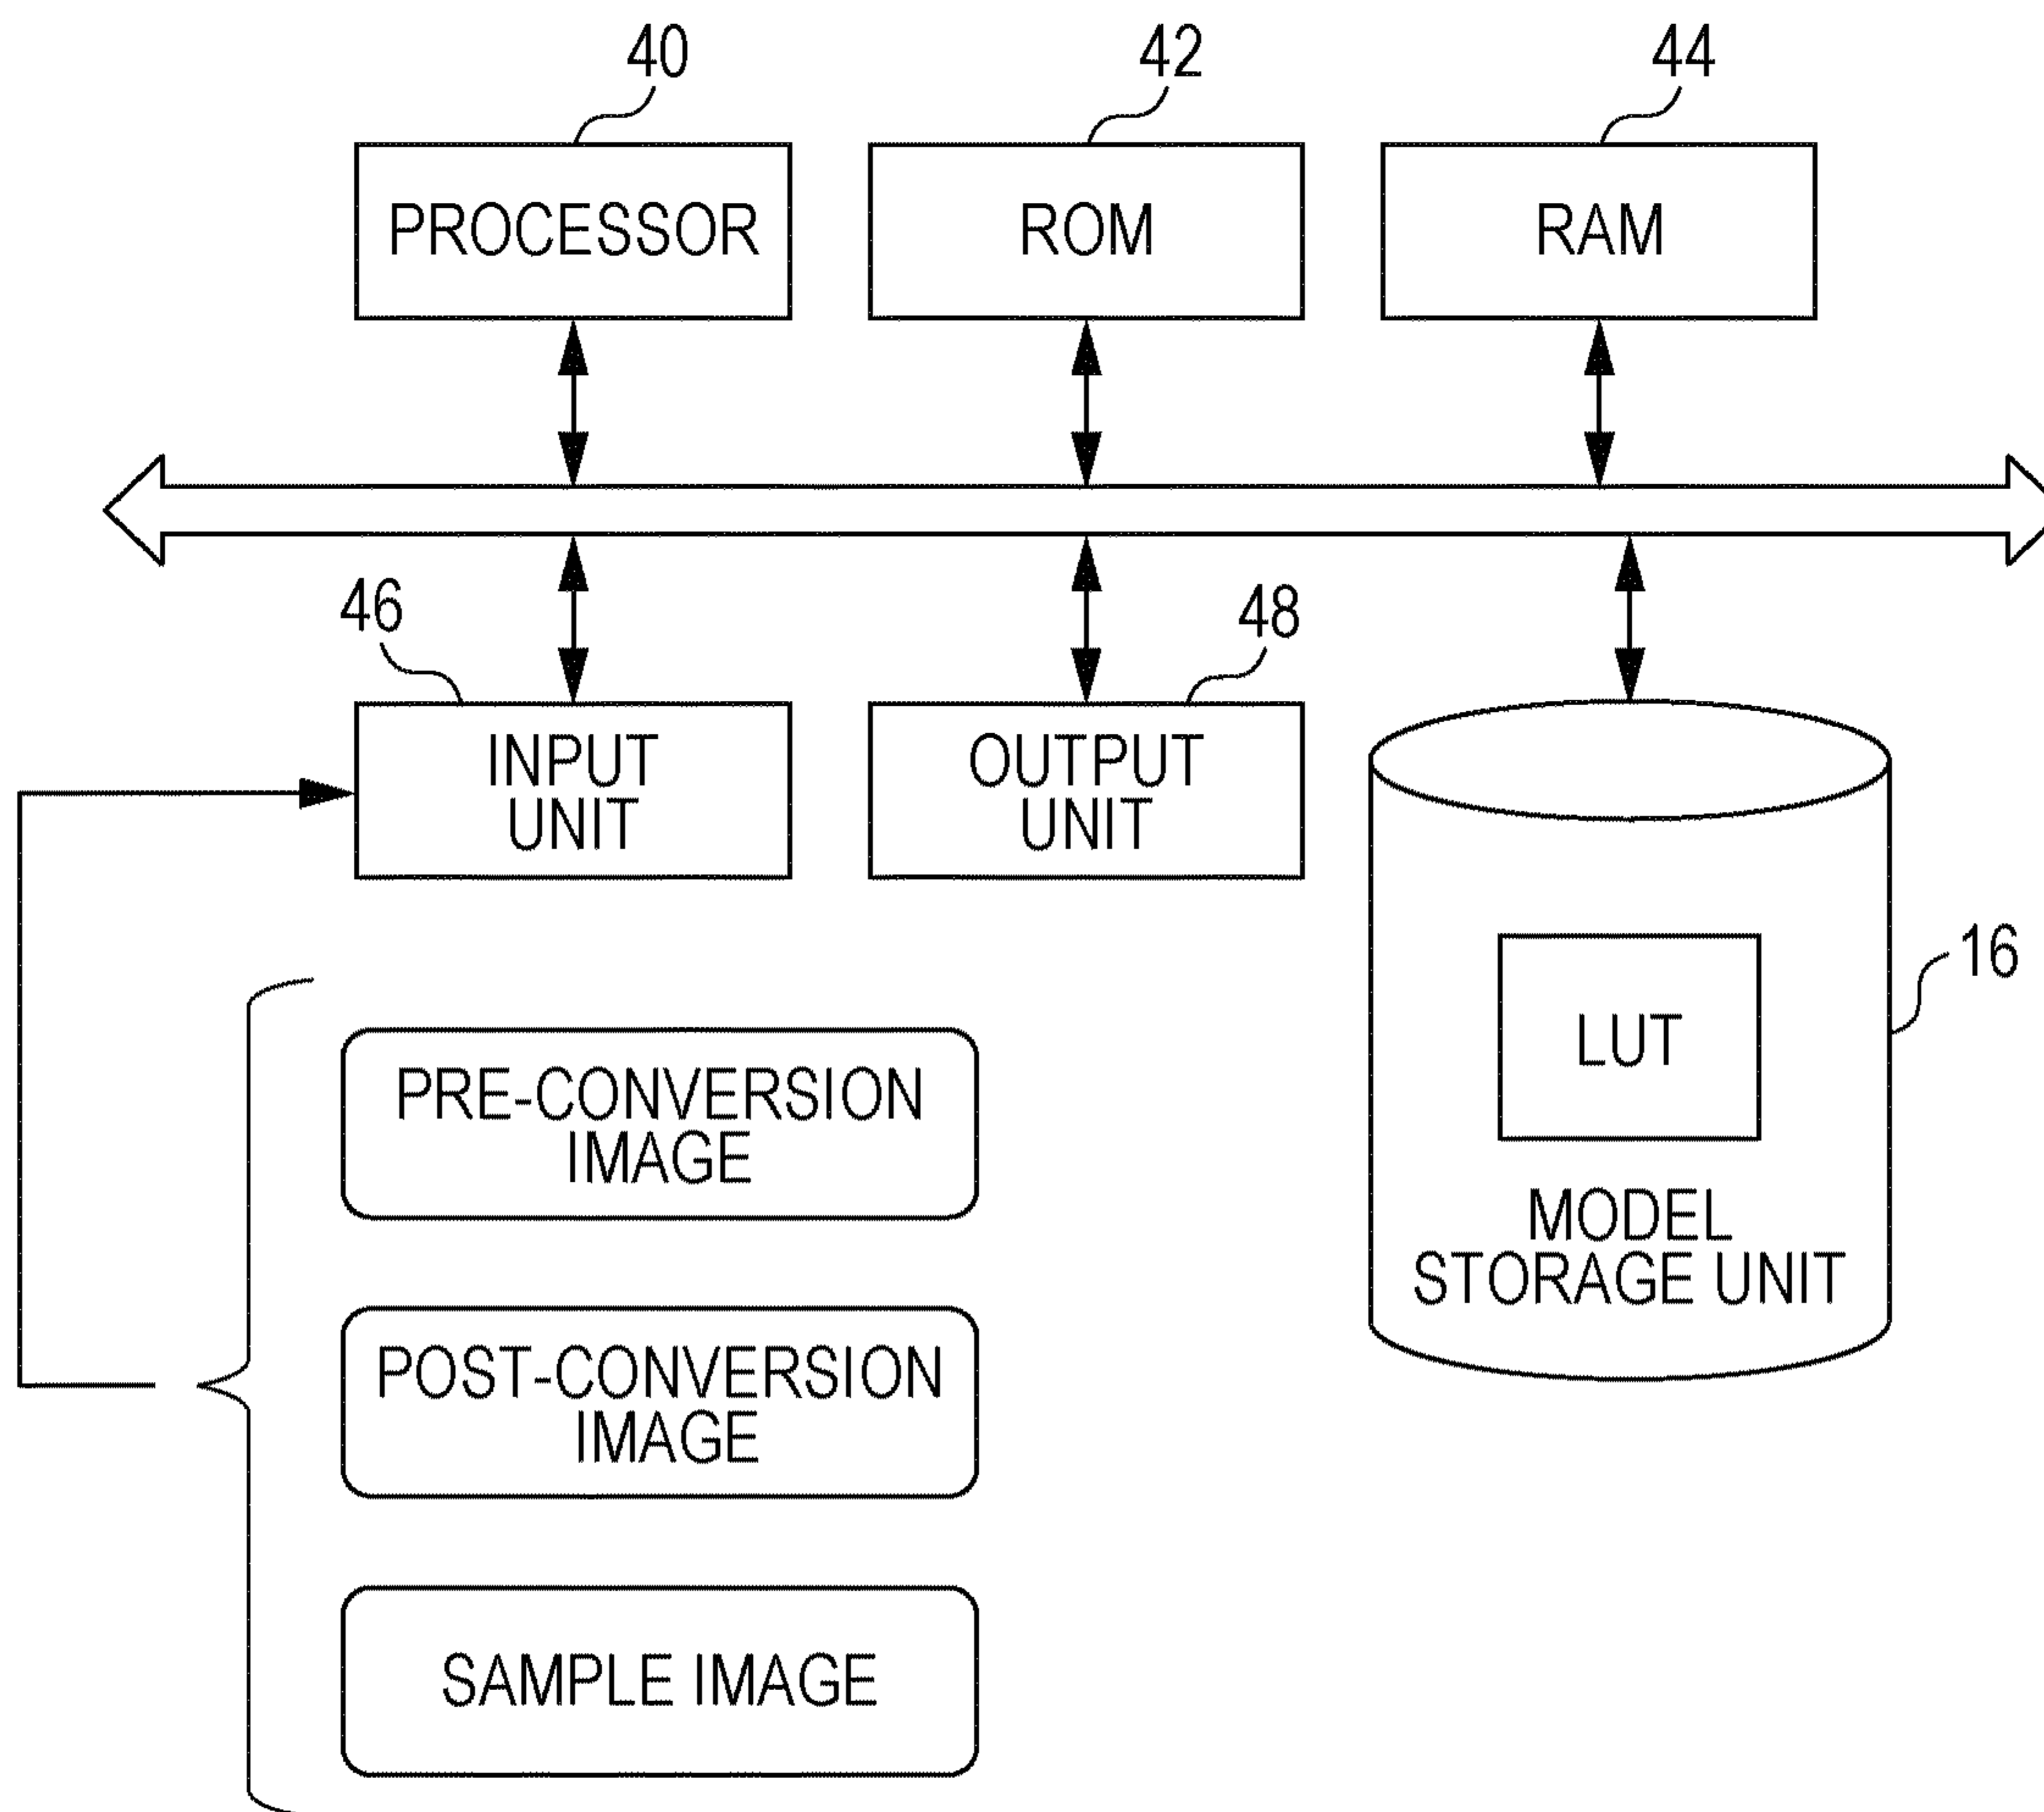 40
42
44
PROCESSOR
ROM
RAM
46
48
INPUT
UNIT
OUTPUT
UNIT
16
LUT
MODEL
STORAGE UNIT
PRE-CONVERSION
IMAGE
POST-CONVERSION
IMAGE
SAMPLE IMAGE